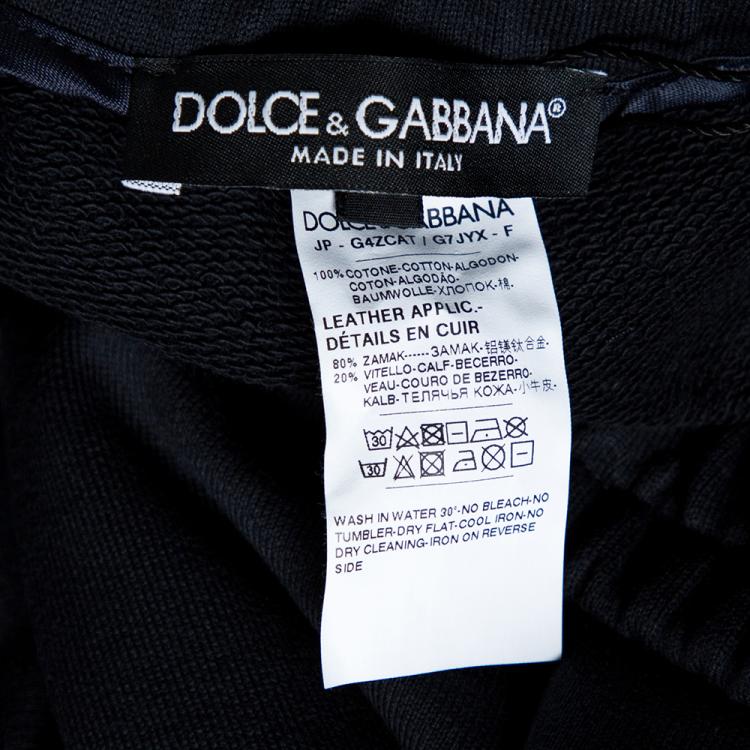 DOLCE & GABBANA®
MADE IN ITALY
JP - G4ZCAT / G7JYX - F
100% COTONE-COTTON-ALGODON-
COTON-ALGODÃO-
BAUMWOLLE-ХЛОПОК-棉-
LEATHER APPLIC.-
DÉTAILS EN CUIR
80% ZAMAK------ЗАМАК-铝镁钛合金-
20% VITELLO-CALF-BECERRO-
VEAU-COURO DE BEZERRO-
KALB-ТЕЛЯЧЬЯ КОЖА-小牛皮-
30
30
WASH IN WATER 30°-NO BLEACH-NO
TUMBLER-DRY FLAT-COOL IRON-NO
DRY CLEANING-IRON ON REVERSE
SIDE